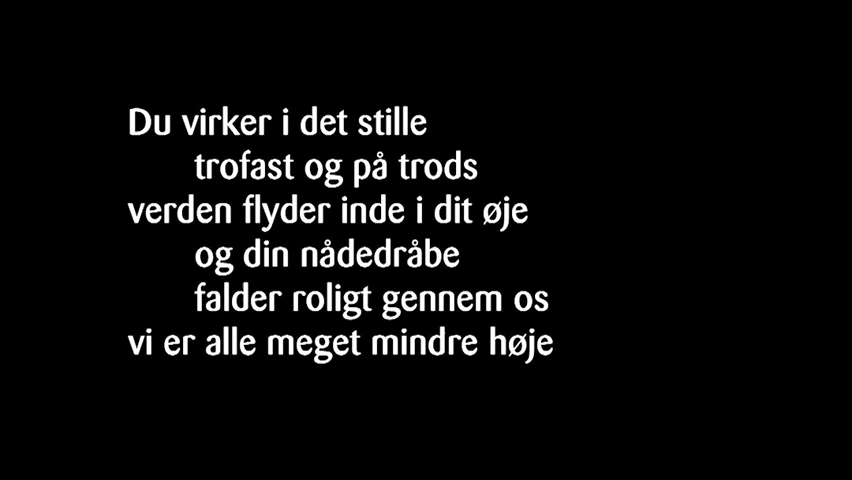 Du virker i det stille
trofast og på trods
verden flyder inde i dit øje
og din nådedråbe
falder roligt gennem os
vi er alle meget mindre høje